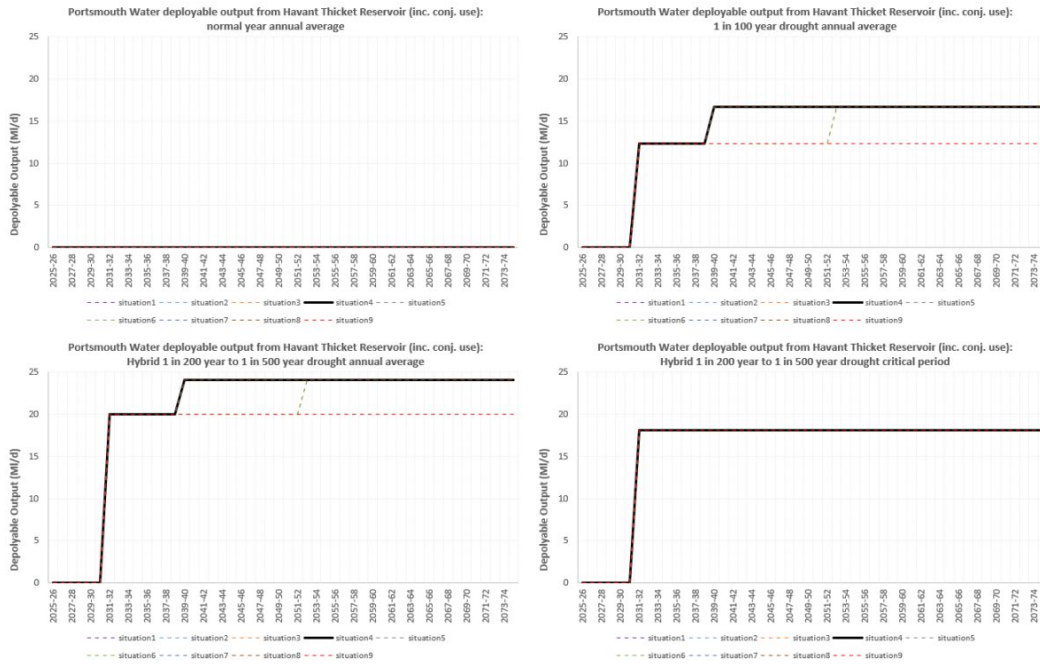 Portsmouth Water deployable output from Havant Thicket Reservoir (inc. conj. use):
normal year annual average
Depolyable Output (Ml/d)
25
20
15
10
5
0
2025-26 2027-28 2029-30 2031-32 2033-34 2035-36 2037-38 2039-40 2041-42 2043-44 2045-46 2047-48 2049-50 2051-52 2053-54 2055-56 2057-58 2059-60 2061-62 2063-64 2065-66 2067-68 2069-70 2071-72 2073-74
situation1 situation2 situation3 situation4 situation5
situation6 situation7 situation8 situation9
Portsmouth Water deployable output from Havant Thicket Reservoir (inc. conj. use):
1 in 100 year drought annual average
Depolyable Output (Ml/d)
25
20
15
10
5
0
2025-26 2027-28 2029-30 2031-32 2033-34 2035-36 2037-38 2039-40 2041-42 2043-44 2045-46 2047-48 2049-50 2051-52 2053-54 2055-56 2057-58 2059-60 2061-62 2063-64 2065-66 2067-68 2069-70 2071-72 2073-74
situation1 situation2 situation3 situation4 situation5
situation6 situation7 situation8 situation9
Portsmouth Water deployable output from Havant Thicket Reservoir (inc. conj. use):
Hybrid 1 in 200 year to 1 in 500 year drought annual average
Depolyable Output (Ml/d)
25
20
15
10
5
0
2025-26 2027-28 2029-30 2031-32 2033-34 2035-36 2037-38 2039-40 2041-42 2043-44 2045-46 2047-48 2049-50 2051-52 2053-54 2055-56 2057-58 2059-60 2061-62 2063-64 2065-66 2067-68 2069-70 2071-72 2073-74
situation1 situation2 situation3 situation4 situation5
situation6 situation7 situation8 situation9
Portsmouth Water deployable output from Havant Thicket Reservoir (inc. conj. use):
Hybrid 1 in 200 year to 1 in 500 year drought critical period
Depolyable Output (Ml/d)
25
20
15
10
5
0
2025-26 2027-28 2029-30 2031-32 2033-34 2035-36 2037-38 2039-40 2041-42 2043-44 2045-46 2047-48 2049-50 2051-52 2053-54 2055-56 2057-58 2059-60 2061-62 2063-64 2065-66 2067-68 2069-70 2071-72 2073-74
situation1 situation2 situation3 situation4 situation5
situation6 situation7 situation8 situation9